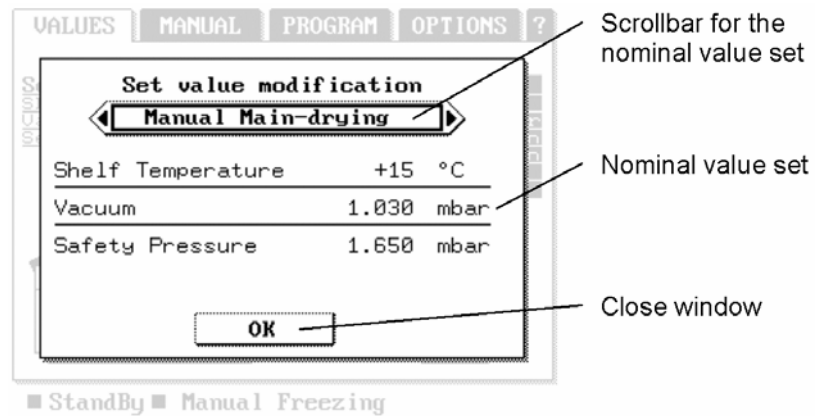 VALUES MANUAL PROGRAM OPTIONS ?
Set value modification
Manual Main-drying
Shelf Temperature +15 °C
Vacuum 1.030 mbar
Safety Pressure 1.650 mbar
OK
StandBy Manual Freezing
Scrollbar for the
nominal value set
Nominal value set
Close window